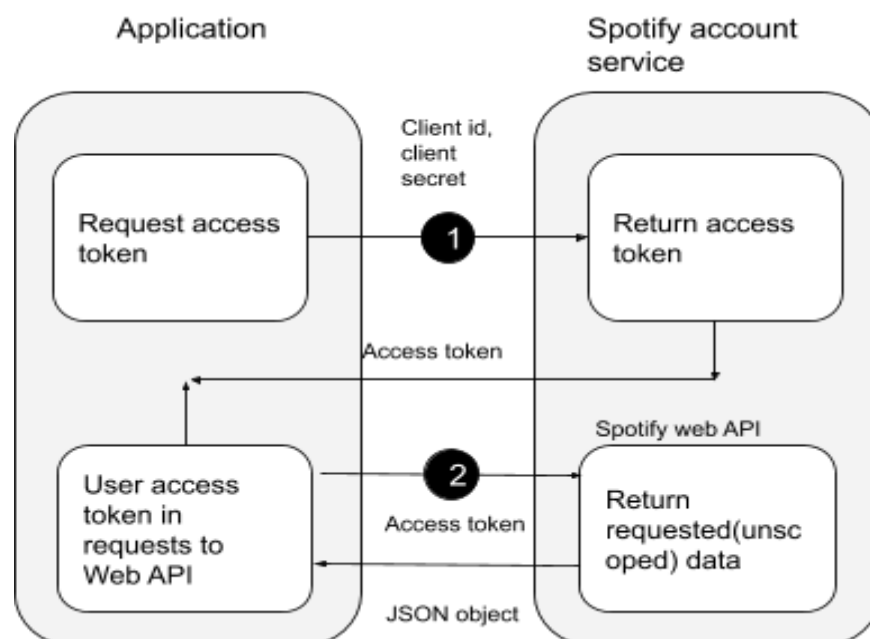 Application
Spotify account
service
Client id,
client
secret
Request access
token
1
Return access
token
Access token
Spotify web API
User access
token in
requests to
Web API
2
Access token
Return
requested(unsc
oped) data
JSON object